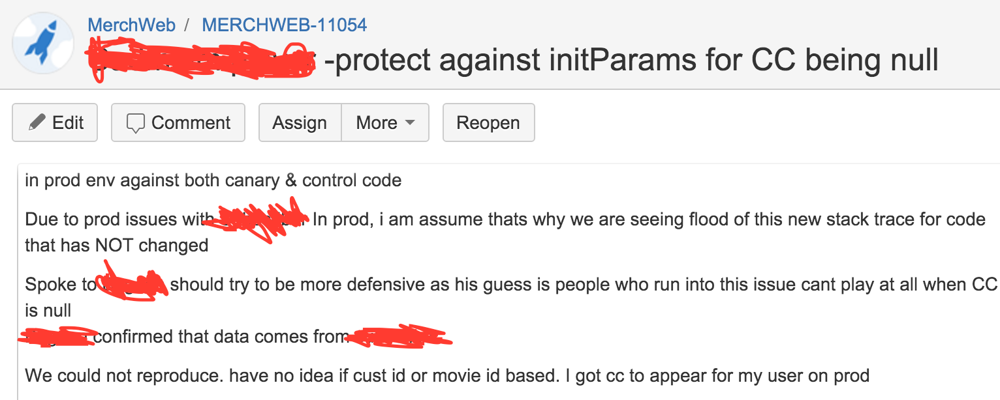 MerchWeb / MERCHWEB-11054
-protect against initParams for CC being null
Edit Comment Assign More Reopen
in prod env against both canary & control code
Due to prod issues with In prod, i am assume thats why we are seeing flood of this new stack trace for code
that has NOT changed
Spoke to should try to be more defensive as his guess is people who run into this issue cant play at all when CC
is null
confirmed that data comes from
We could not reproduce. have no idea if cust id or movie id based. I got cc to appear for my user on prod